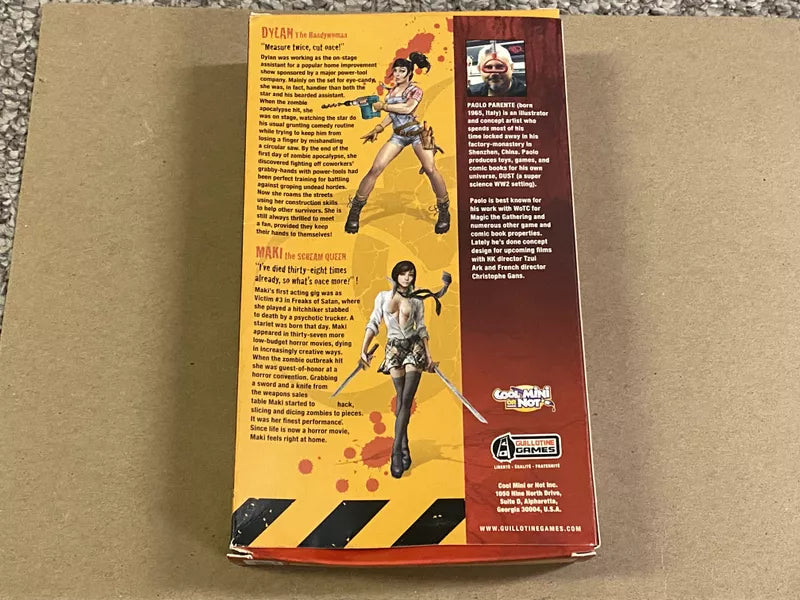 DYLAN The Handywoman
"Measure twice, cut once!"
Dylan was working as the on-stage
assistant for a popular home improvement
show sponsored by a major power-tool
company. Mainly on the set for eye-candy,
she was, in fact, handier than both the
star and his bearded assistant.
When the zombie
apocalypse hit, she
was on stage, watching the star do
his usual grunting comedy routine
while trying to keep him from
losing a finger by mishandling
a circular saw. By the end of the
first day of zombie apocalypse, she
discovered fighting off coworkers'
grabby-hands with power-tools had
been perfect training for battling
against groping undead hordes.
Now she roams the streets
using her construction skills
to help other survivors. She is
still always thrilled to meet
a fan, provided they keep
their hands to themselves!
MAKI the SCREAM QUEEN
"I've died thirty-eight times
already, so what's once more!" !
Maki's first acting gig was as
Victim #3 in Freaks of Satan, where
she played a hitchhiker stabbed
to death by a psychotic trucker. A
starlet was born that day. Maki
appeared in thirty-seven more
low-budget horror movies, dying
in increasingly creative ways.
When the zombie outbreak hit
she was guest-of-honor at a
horror convention. Grabbing
a sword and a knife from
the weapons sales
table Maki started to hack,
slicing and dicing zombies to pieces.
It was her finest performance.
Since life is now a horror movie,
Maki feels right at home.
PAOLO PARENTE (born
1965, Italy) is an illustrator
and concept artist who
spends most of his
time locked away in his
factory-monastery in
Shenzhen, China. Paolo
produces toys, games, and
comic books for his own
universe, DUST (a super
science WW2 setting).
Paolo is best known for
his work with WoTC for
Magic the Gathering and
numerous other game and
comic book properties.
Lately he's done concept
design for upcoming films
with HK director Tzui
Ark and French director
Christophe Gans.
COOL MINI
OR
NOT
GUILLOTINE
GAMES
LIBERTÉ - ÉGALITÉ - FRATERNITÉ
Cool Mini or Not Inc.
1050 Nine North Drive,
Suite D, Alpharetta,
Georgia 30004, U.S.A.
WWW.GUILLOTINEGAMES.COM